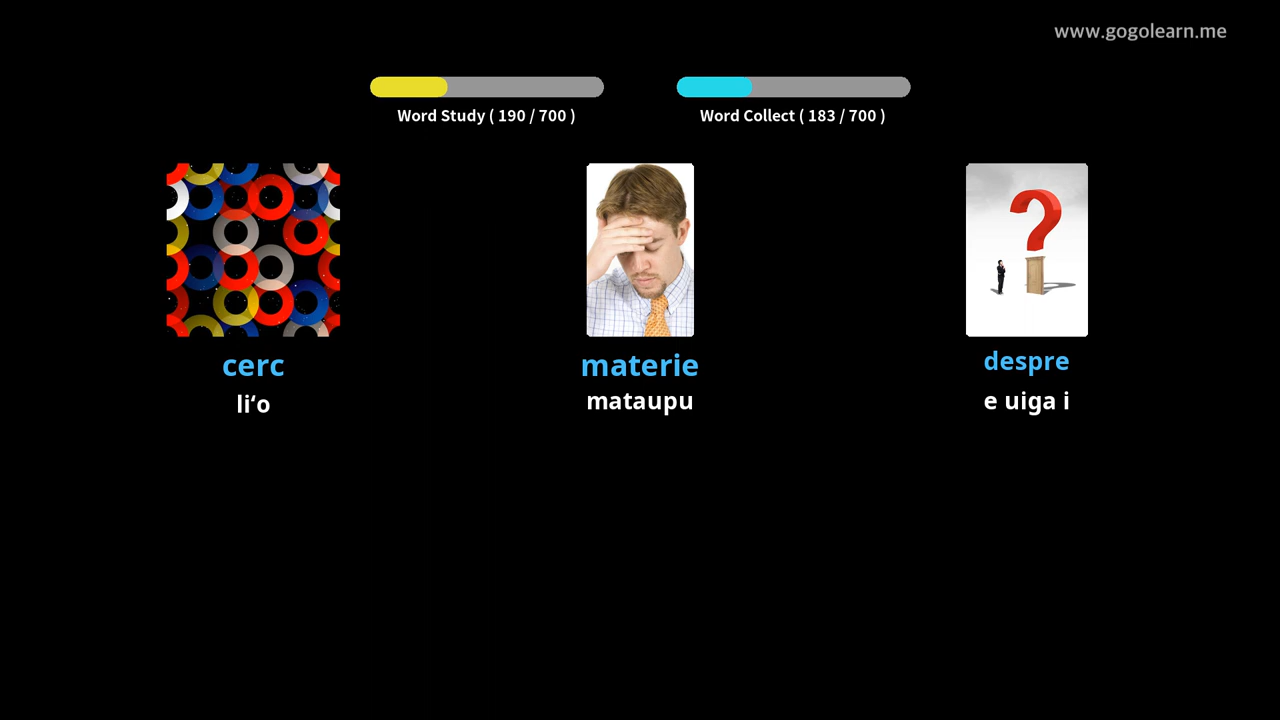 www.gogolearn.me
Word Study ( 190 / 700 )
Word Collect ( 183 / 700 )
cerc
materie
despre
li‘o
mataupu
e uiga i